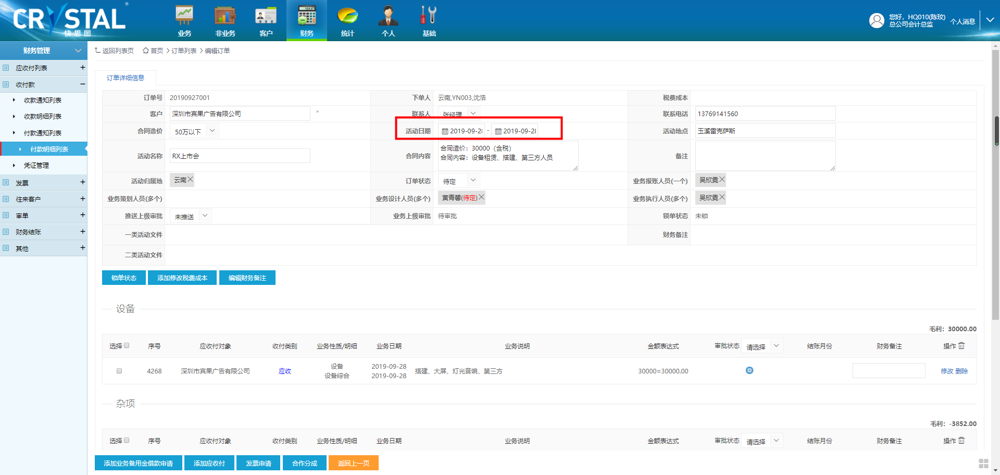 CRYSTAL ®
快思图
业务 非业务 客户 财务 统计 个人 基础
您好，HQ010(陈玟)
总公司会计总监
个人消息
财务管理
应收付列表 +
收付款 −
收款通知列表
收款明细列表
付款通知列表
付款明细列表
凭证管理
发票 +
往来客户 +
审单 +
财务结账 +
其他 +
返回列表页 首页 > 订单列表 > 编辑订单
订单详细信息
订单号 20190927001 下单人 云南,YN003,沈浩 税费成本
客户 深圳市宾果广告有限公司 * 联系人 张经理 联系电话 13769141560
合同造价 50万以下 活动日期 2019-09-28 - 2019-09-28 活动地点 玉溪雷克萨斯
活动名称 RX上市会 合同内容 合同造价：30000（含税）
合同内容：设备租赁、搭建、第三方人员
备注
活动归属地 云南 订单状态 待定 业务报账人员(一个) 吴欣霓
业务策划人员(多个) 业务设计人员(多个) 黄青馨(待定) 业务执行人员(多个) 吴欣霓
推送上级审批 未推送 业务上级审批 待审批 锁单状态 未锁
一类活动文件 财务备注
二类活动文件
锁单状态 添加修改税费成本 编辑财务备注
设备
毛利：30000.00
选择 序号 应收付对象 收付类别 业务性质/明细 业务日期 业务说明 金额表达式 审批状态 请选择 结账月份 财务备注 操作
4268 深圳市宾果广告有限公司 应收 设备 2019-09-28 搭建、大屏、灯光音响、第三方 30000=30000.00 修改 删除
设备综合 2019-09-28
杂项
毛利：-3852.00
选择 序号 应收付对象 收付类别 业务性质/明细 业务日期 业务说明 金额表达式 审批状态 请选择 结账月份 财务备注 操作
添加业务备用金借款申请 添加应收付 发票申请 合作分成 返回上一页